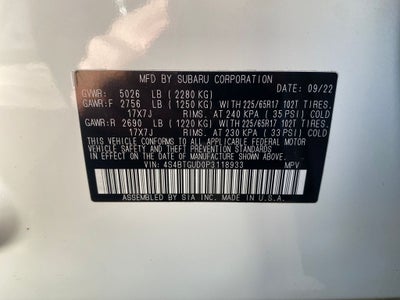 MFD BY SUBARU CORPORATION
GVWR: 5026 LB (2280 KG) DATE: 09/22
GAWR:F 2756 LB (1250 KG) WITH 225/65R17 102T TIRES.
17X7J RIMS. AT 240 KPA (35 PSI) COLD
GAWR:R 2690 LB (1220 KG) WITH 225/65R17 102T TIRES.
17X7J RIMS. AT 230 KPA (33 PSI) COLD
THIS VEHICLE CONFORMS TO ALL APPLICABLE FEDERAL MOTOR
VEHICLE SAFETY AND THEFT PREVENTION STANDARDS IN EFFECT
ON THE DATE OF MANUFACTURE SHOWN ABOVE.
VIN: 4S4BTGUD0P3118933 MPV
ASSEMBLED BY SIA INC. MADE IN U.S.A.